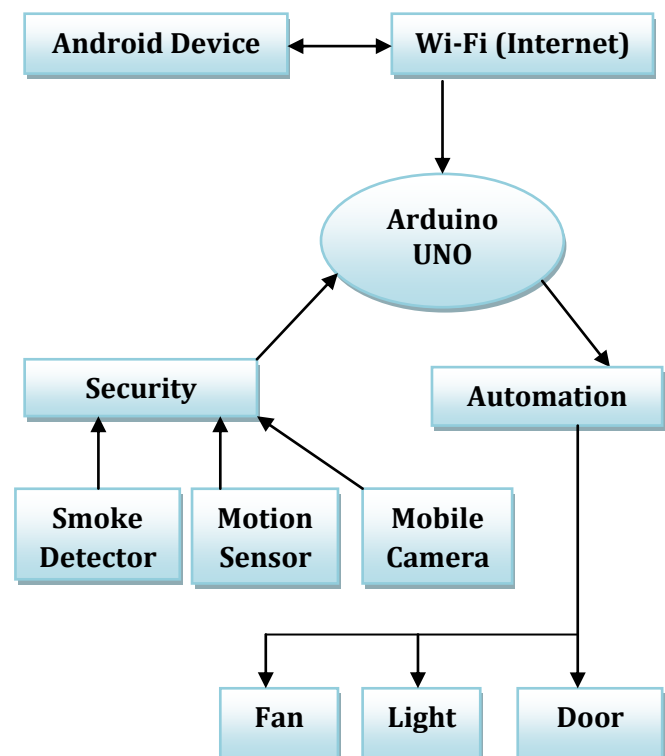 Android Device
Wi-Fi (Internet)
Arduino
UNO
Security
Automation
Smoke
Detector
Motion
Sensor
Mobile
Camera
Fan
Light
Door